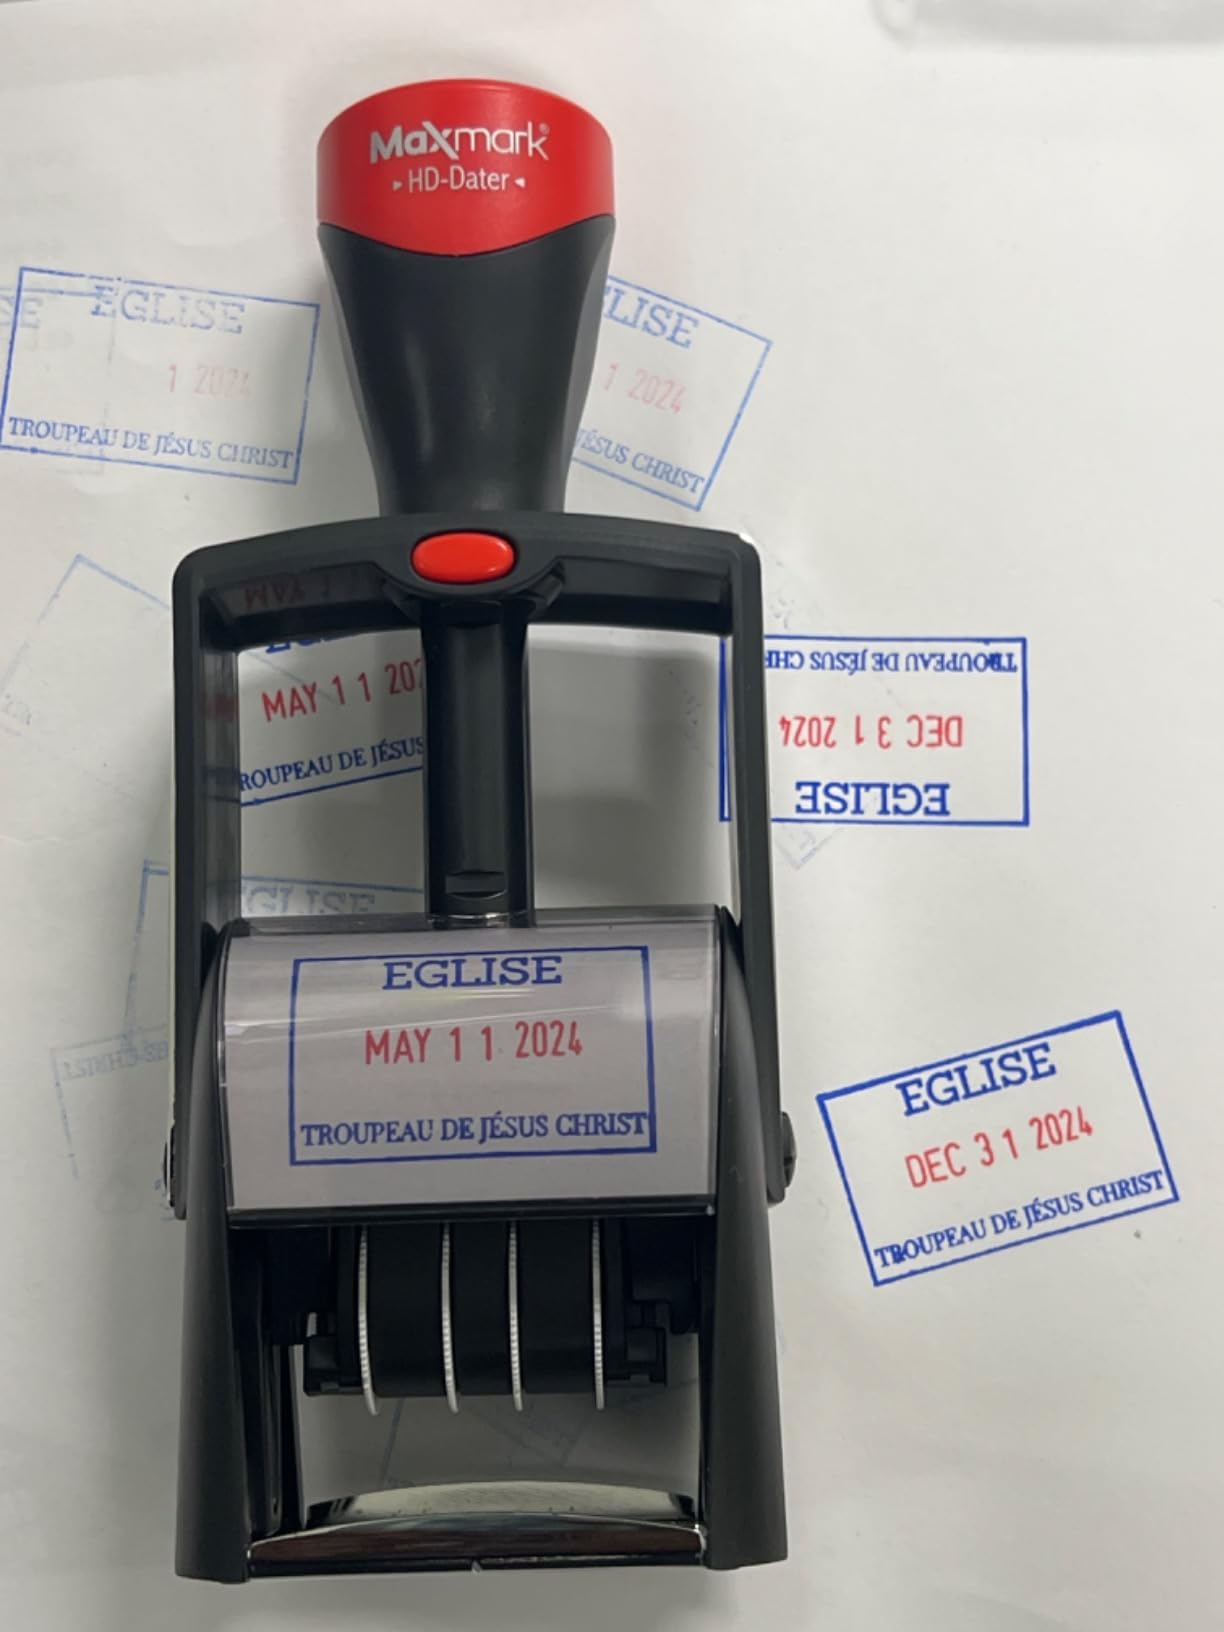 MaXmark®
▸ HD-Dater ◂
EGLISE
1 2024
TROUPEAU DE JÉSUS CHRIST
LISE
1 2024
JÉSUS CHRIST
MAY 1 1 202
ROUPEAU DE JÉSUS
TROUPEAU DE JÉSUS CHR
DEC 3 1 2024
EGLISE
EGLISE
EGLISE
MAY 1 1 2024
TROUPEAU DE JÉSUS CHRIST
EGLISE
DEC 3 1 2024
TROUPEAU DE JÉSUS CHRIST